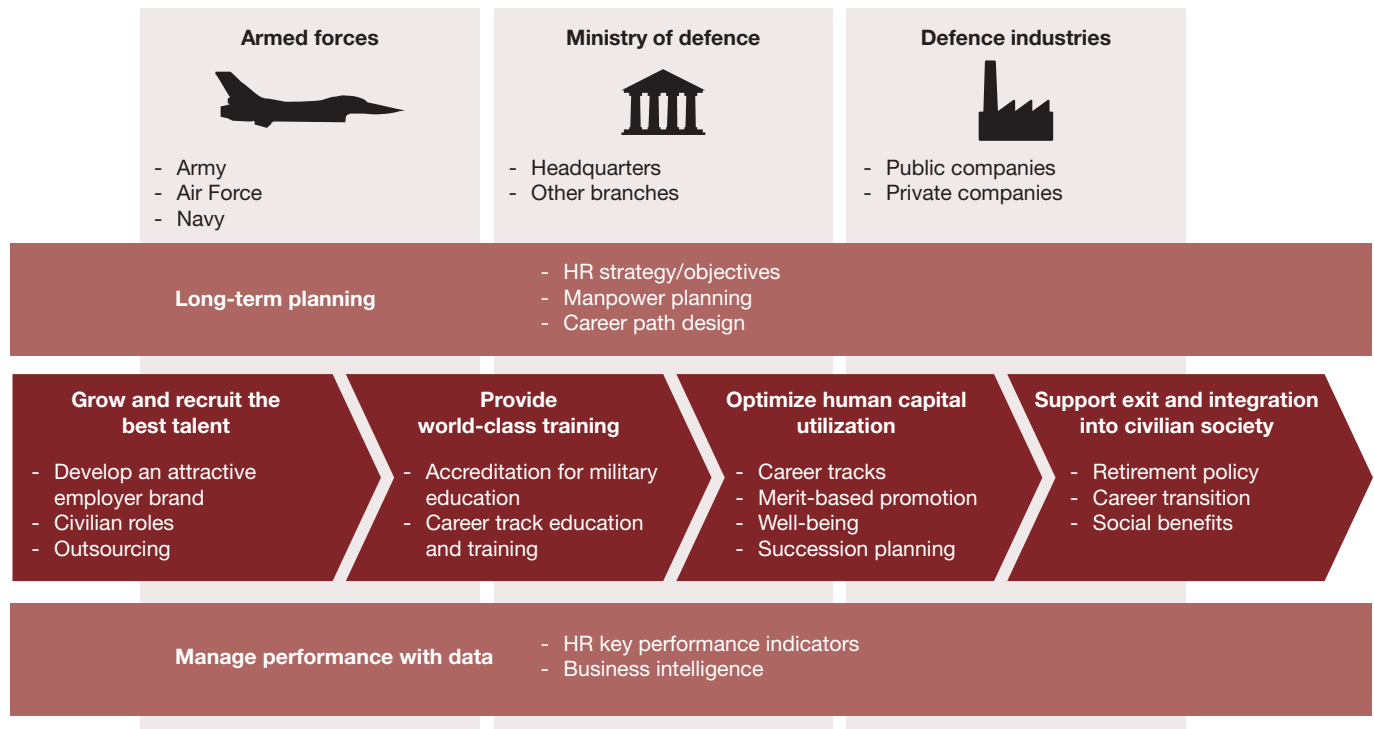 Armed forces
- Army
- Air Force
- Navy
Ministry of defence
- Headquarters
- Other branches
Defence industries
- Public companies
- Private companies
Long-term planning
- HR strategy/objectives
- Manpower planning
- Career path design
Grow and recruit the
best talent
- Develop an attractive
employer brand
- Civilian roles
- Outsourcing
Provide
world-class training
- Accreditation for military
education
- Career track education
and training
Optimize human capital
utilization
- Career tracks
- Merit-based promotion
- Well-being
- Succession planning
Support exit and integration
into civilian society
- Retirement policy
- Career transition
- Social benefits
Manage performance with data
- HR key performance indicators
- Business intelligence